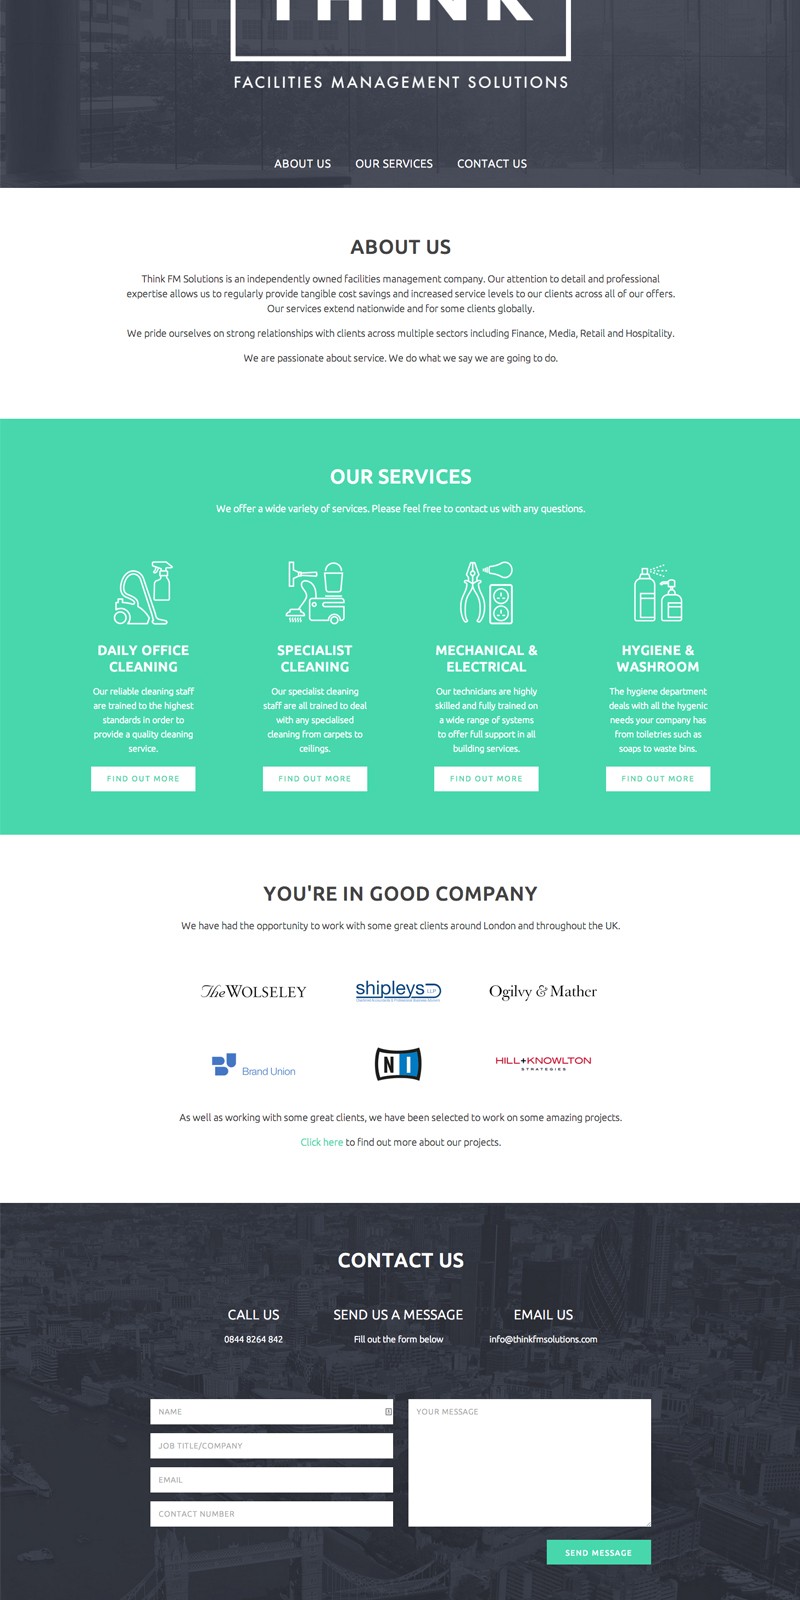 THINK
FACILITIES MANAGEMENT SOLUTIONS
ABOUT US OUR SERVICES CONTACT US
ABOUT US
Think FM Solutions is an independently owned facilities management company. Our attention to detail and professional
expertise allows us to regularly provide tangible cost savings and increased service levels to our clients across all of our offers.
Our services extend nationwide and for some clients globally.
We pride ourselves on strong relationships with clients across multiple sectors including Finance, Media, Retail and Hospitality.
We are passionate about service. We do what we say we are going to do.
OUR SERVICES
We offer a wide variety of services. Please feel free to contact us with any questions.
DAILY OFFICE
CLEANING
Our reliable cleaning staff
are trained to the highest
standards in order to
provide a quality cleaning
service.
FIND OUT MORE
SPECIALIST
CLEANING
Our specialist cleaning
staff are all trained to deal
with any specialised
cleaning from carpets to
ceilings.
FIND OUT MORE
MECHANICAL &
ELECTRICAL
Our technicians are highly
skilled and fully trained on
a wide range of systems
to offer full support in all
building services.
FIND OUT MORE
HYGIENE &
WASHROOM
The hygiene department
deals with all the hygenic
needs your company has
from toiletries such as
soaps to waste bins.
FIND OUT MORE
YOU'RE IN GOOD COMPANY
We have had the opportunity to work with some great clients around London and throughout the UK.
The WOLSELEY
shipleys LLP
Chartered Accountants & Professional Business Advisors
Ogilvy & Mather
Brand Union
NI
HILL+KNOWLTON
STRATEGIES
As well as working with some great clients, we have been selected to work on some amazing projects.
Click here to find out more about our projects.
CONTACT US
CALL US
0844 8264 842
SEND US A MESSAGE
Fill out the form below
EMAIL US
info@thinkfmsolutions.com
NAME
JOB TITLE/COMPANY
EMAIL
CONTACT NUMBER
YOUR MESSAGE
SEND MESSAGE